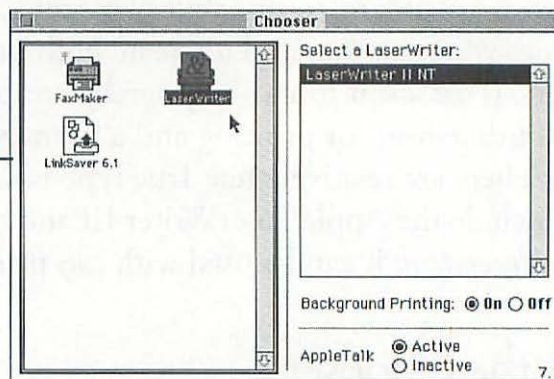 Chooser
FaxMaker
LaserWriter
LinkSaver 6.1
Select a LaserWriter:
LaserWriter II NT
Background Printing: On Off
AppleTalk Active
Inactive
7.